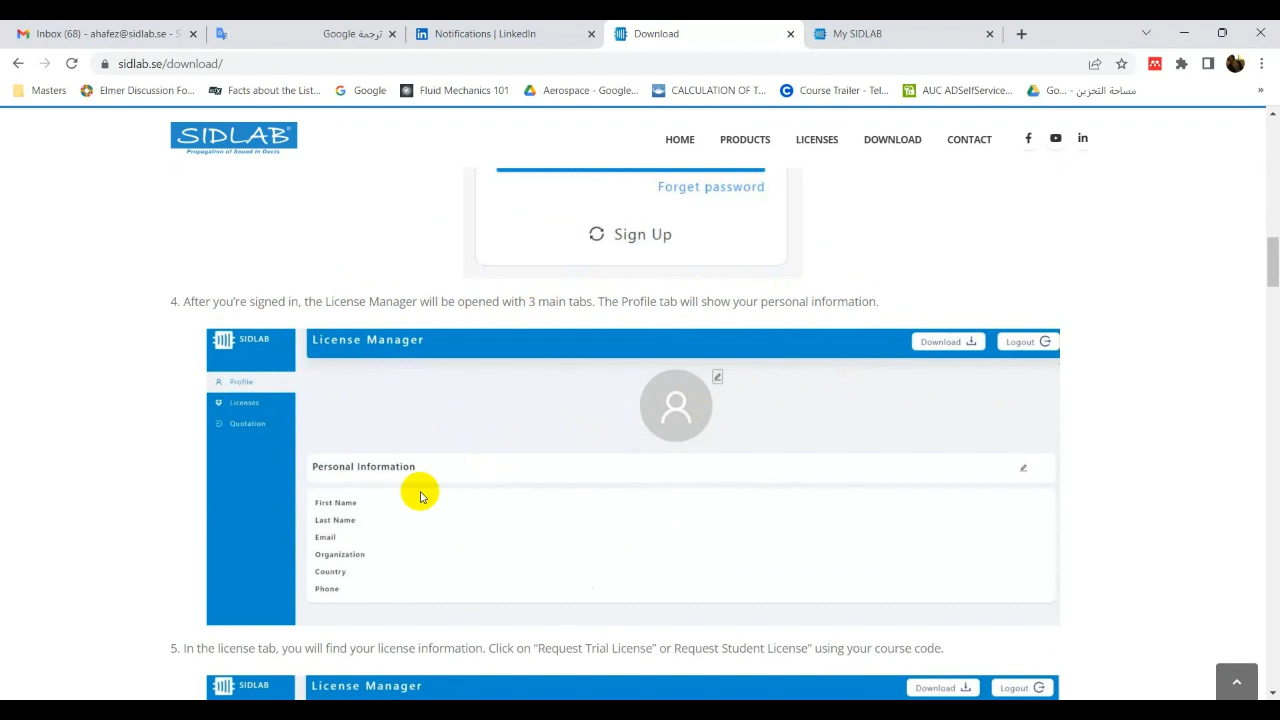 Inbox (68) - ahafez@sidlab.se - S
ترجمة Google
Notifications | LinkedIn
Download
My SIDLAB
sidlab.se/download/
Masters
Elmer Discussion Fo...
Facts about the List...
Google
Fluid Mechanics 101
Aerospace - Google...
CALCULATION OF T...
Course Trailer - Tel...
AUC ADSelfService...
Go... - مساحة التخزين
»
SIDLAB®
Propagation of Sound in Ducts
HOME
PRODUCTS
LICENSES
DOWNLOAD
CONTACT
Forget password
Sign Up
4. After you’re signed in, the License Manager will be opened with 3 main tabs. The Profile tab will show your personal information.
SIDLAB
License Manager
Download
Logout
Profile
Licenses
Quotation
Personal Information
First Name
Last Name
Email
Organization
Country
Phone
5. In the license tab, you will find your license information. Click on “Request Trial License” or Request Student License” using your course code.
SIDLAB
License Manager
Download
Logout